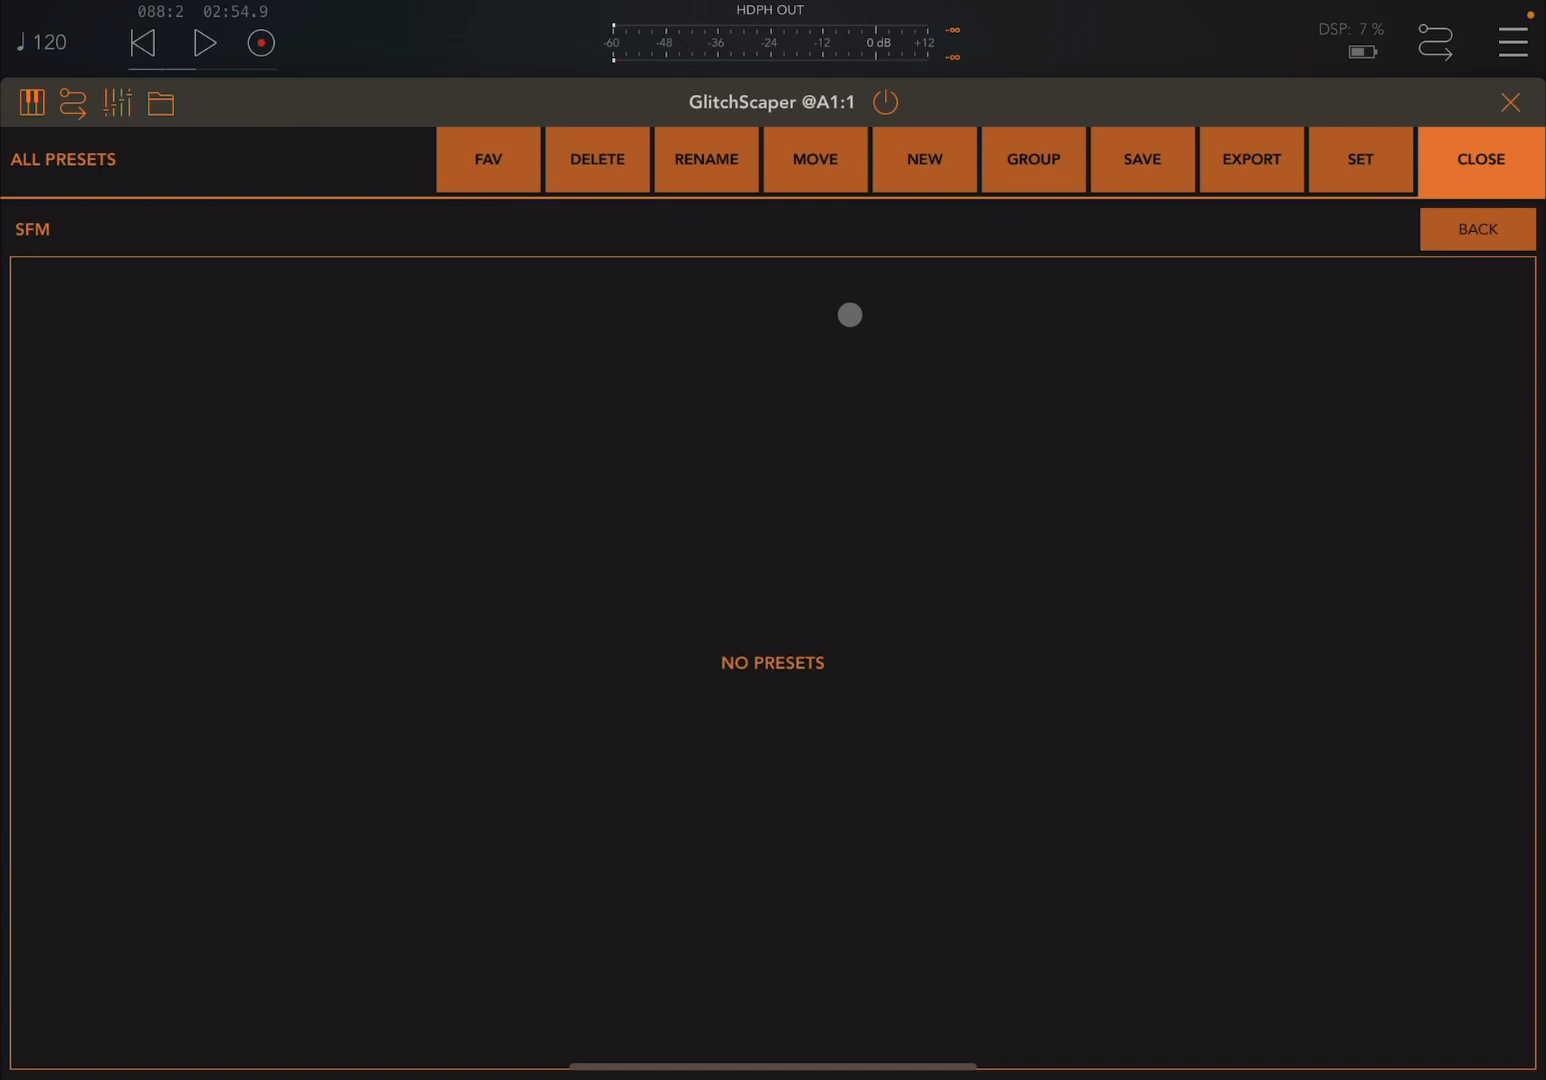 088:2 02:54.9
HDPH OUT
120
-60 -48 -36 -24 -12 0 dB +12
-∞
-∞
DSP: 7 %
GlitchScaper @A1:1
ALL PRESETS
FAV DELETE RENAME MOVE NEW GROUP SAVE EXPORT SET CLOSE
SFM
BACK
NO PRESETS